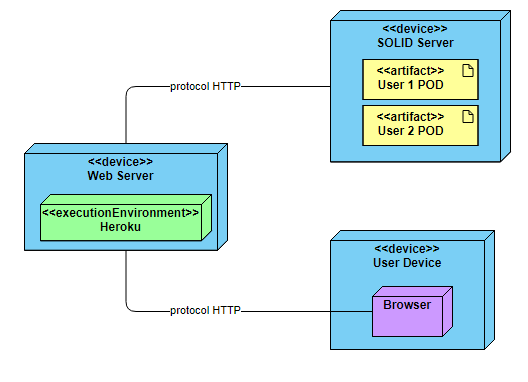 <<device>>
SOLID Server
<<artifact>>
User 1 POD
<<artifact>>
User 2 POD
protocol HTTP
<<device>>
Web Server
<<executionEnvironment>>
Heroku
<<device>>
User Device
Browser
protocol HTTP